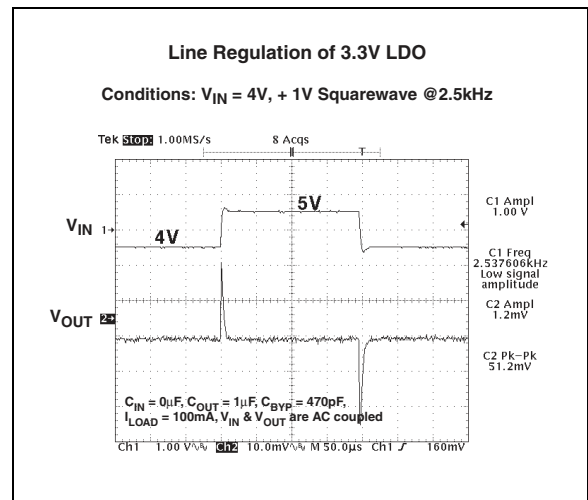 Line Regulation of 3.3V LDO
Conditions: VIN = 4V, + 1V Squarewave @2.5kHz
Tek Stop: 1.00MS/s 8 Acqs
T
5V
4V
VIN 1→
VOUT 2→
C1 Ampl
1.00 V
C1 Freq
2.537606kHz
Low signal
amplitude
C2 Ampl
1.2mV
C2 Pk–Pk
51.2mV
CIN = 0μF, COUT = 1μF, CBYP = 470pF,
ILOAD = 100mA, VIN & VOUT are AC coupled
Ch1 1.00 V∿ Ch2 10.0mV∿ M 50.0μs Ch1 ∫ 160mV